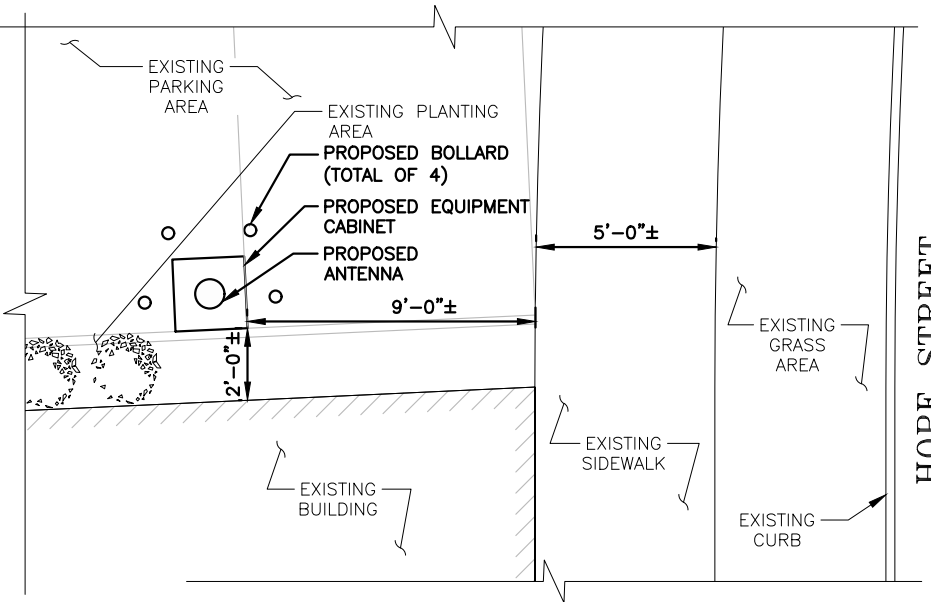 EXISTING
PARKING
AREA
EXISTING PLANTING
AREA
PROPOSED BOLLARD
(TOTAL OF 4)
PROPOSED EQUIPMENT
CABINET
PROPOSED
ANTENNA
5'-0"±
9'-0"±
2'-0"±
EXISTING
GRASS
AREA
EXISTING
SIDEWALK
EXISTING
BUILDING
EXISTING
CURB
HOPE STREET